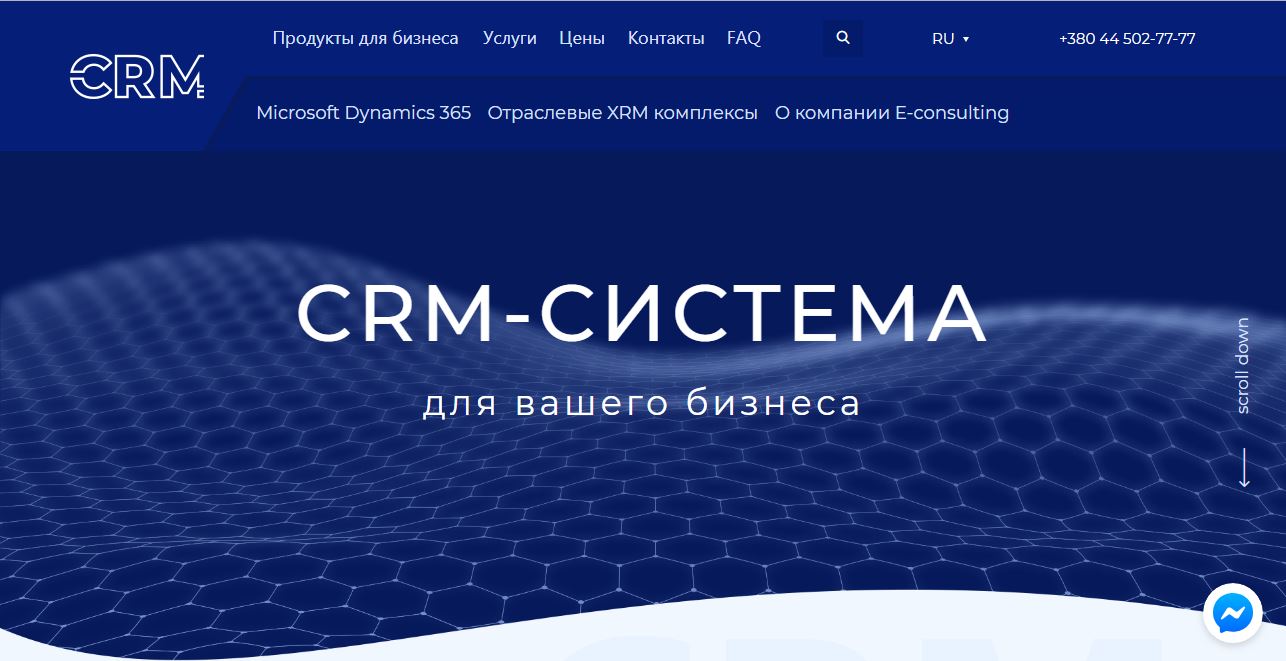 Продукты для бизнеса Услуги Цены Контакты FAQ RU +380 44 502-77-77
CRM
Microsoft Dynamics 365 Отраслевые XRM комплексы О компании E-consulting
CRM-СИСТЕМА
для вашего бизнеса
scroll down